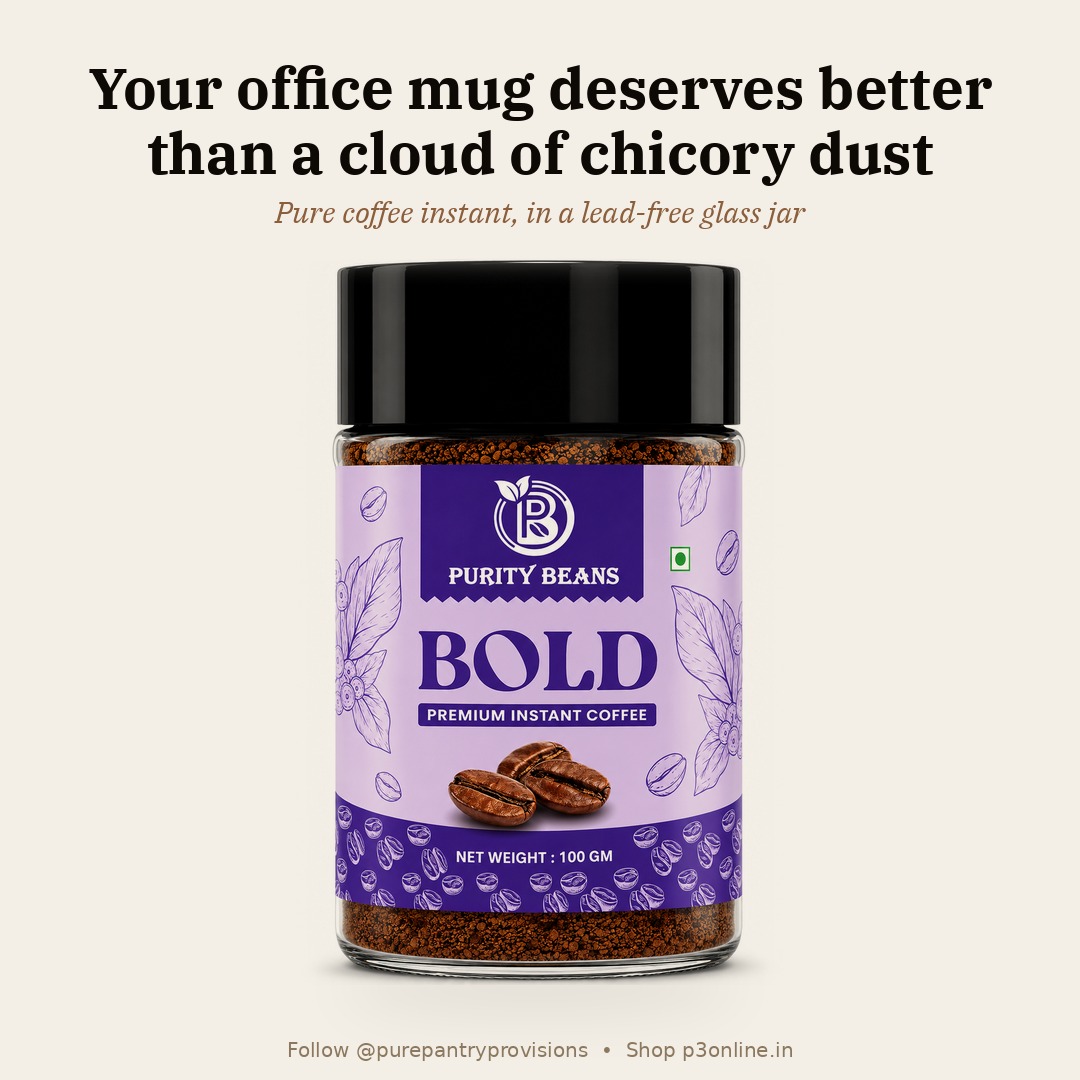 Your office mug deserves better
than a cloud of chicory dust
Pure coffee instant, in a lead-free glass jar
PURITY BEANS
BOLD
PREMIUM INSTANT COFFEE
NET WEIGHT : 100 GM
Follow @purepantryprovisions • Shop p3online.in